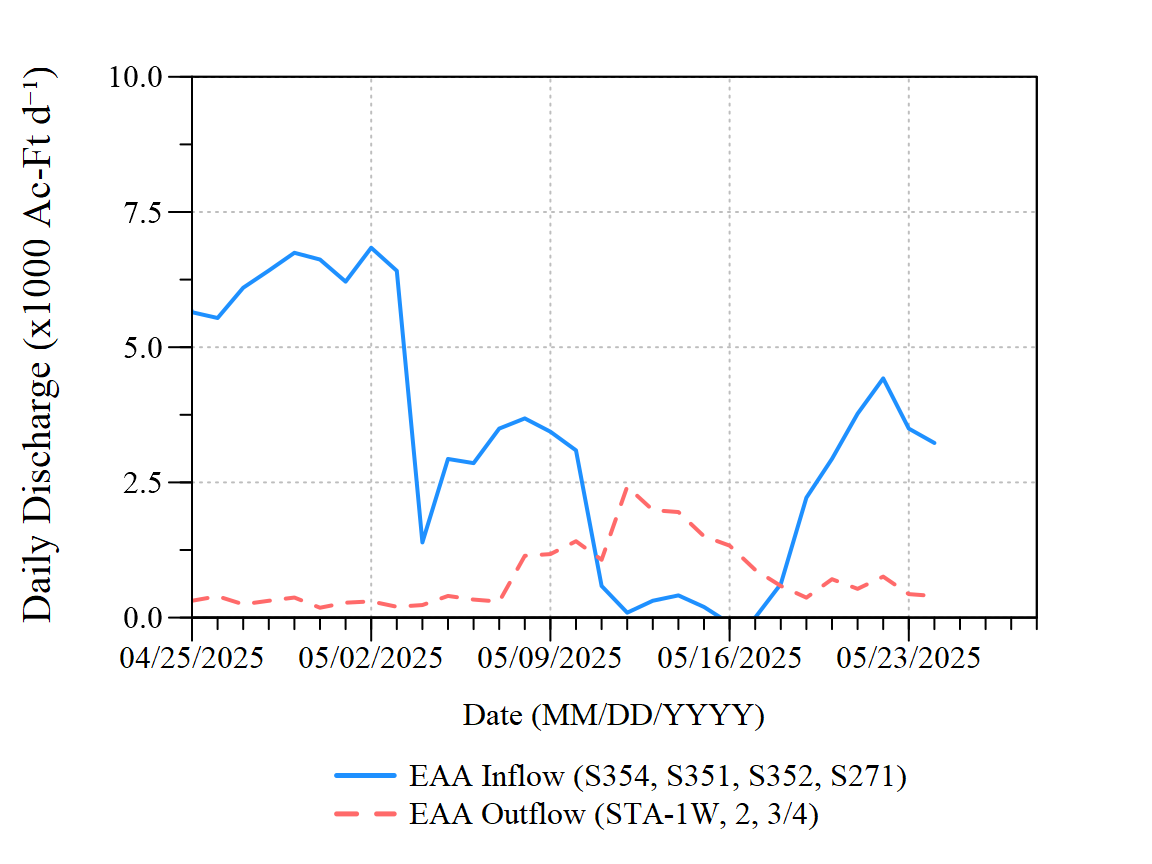 Daily Discharge (x1000 Ac-Ft d⁻¹)
10.0
7.5
5.0
2.5
0.0
04/25/2025 05/02/2025 05/09/2025 05/16/2025 05/23/2025
Date (MM/DD/YYYY)
EAA Inflow (S354, S351, S352, S271)
EAA Outflow (STA-1W, 2, 3/4)